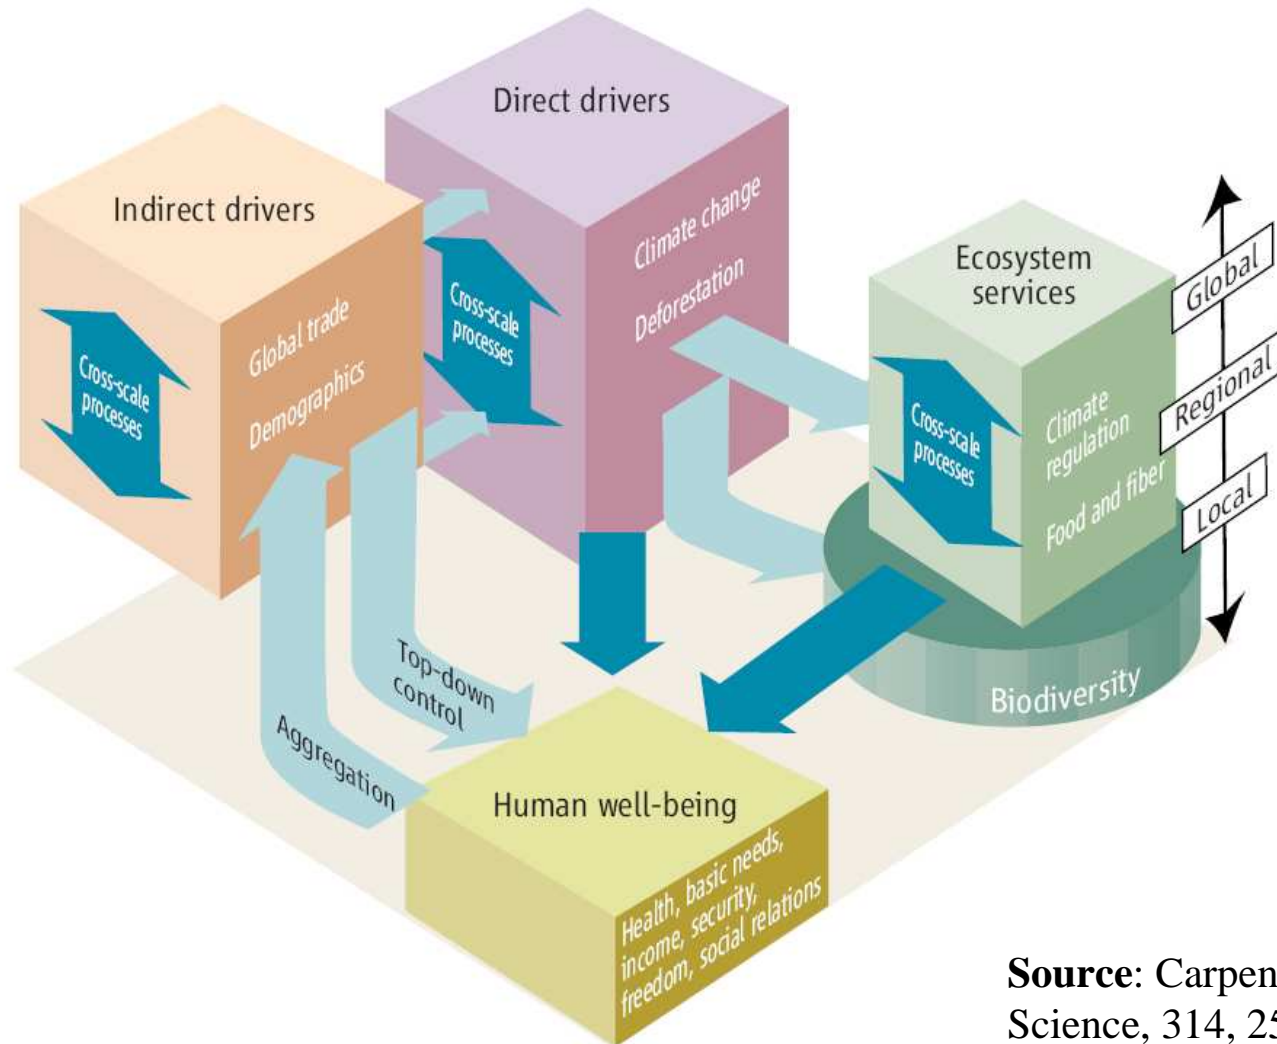 Direct drivers
Indirect drivers
Climate change
Deforestation
Ecosystem
services
Global
Regional
Local
Global trade
Demographics
Cross-scale
processes
Cross-scale
processes
Cross-scale
processes
Climate
regulation
Food and fiber
Biodiversity
Top-down
control
Aggregation
Human well-being
Health, basic needs,
income, security,
freedom, social relations
Source: Carpen
Science, 314, 25